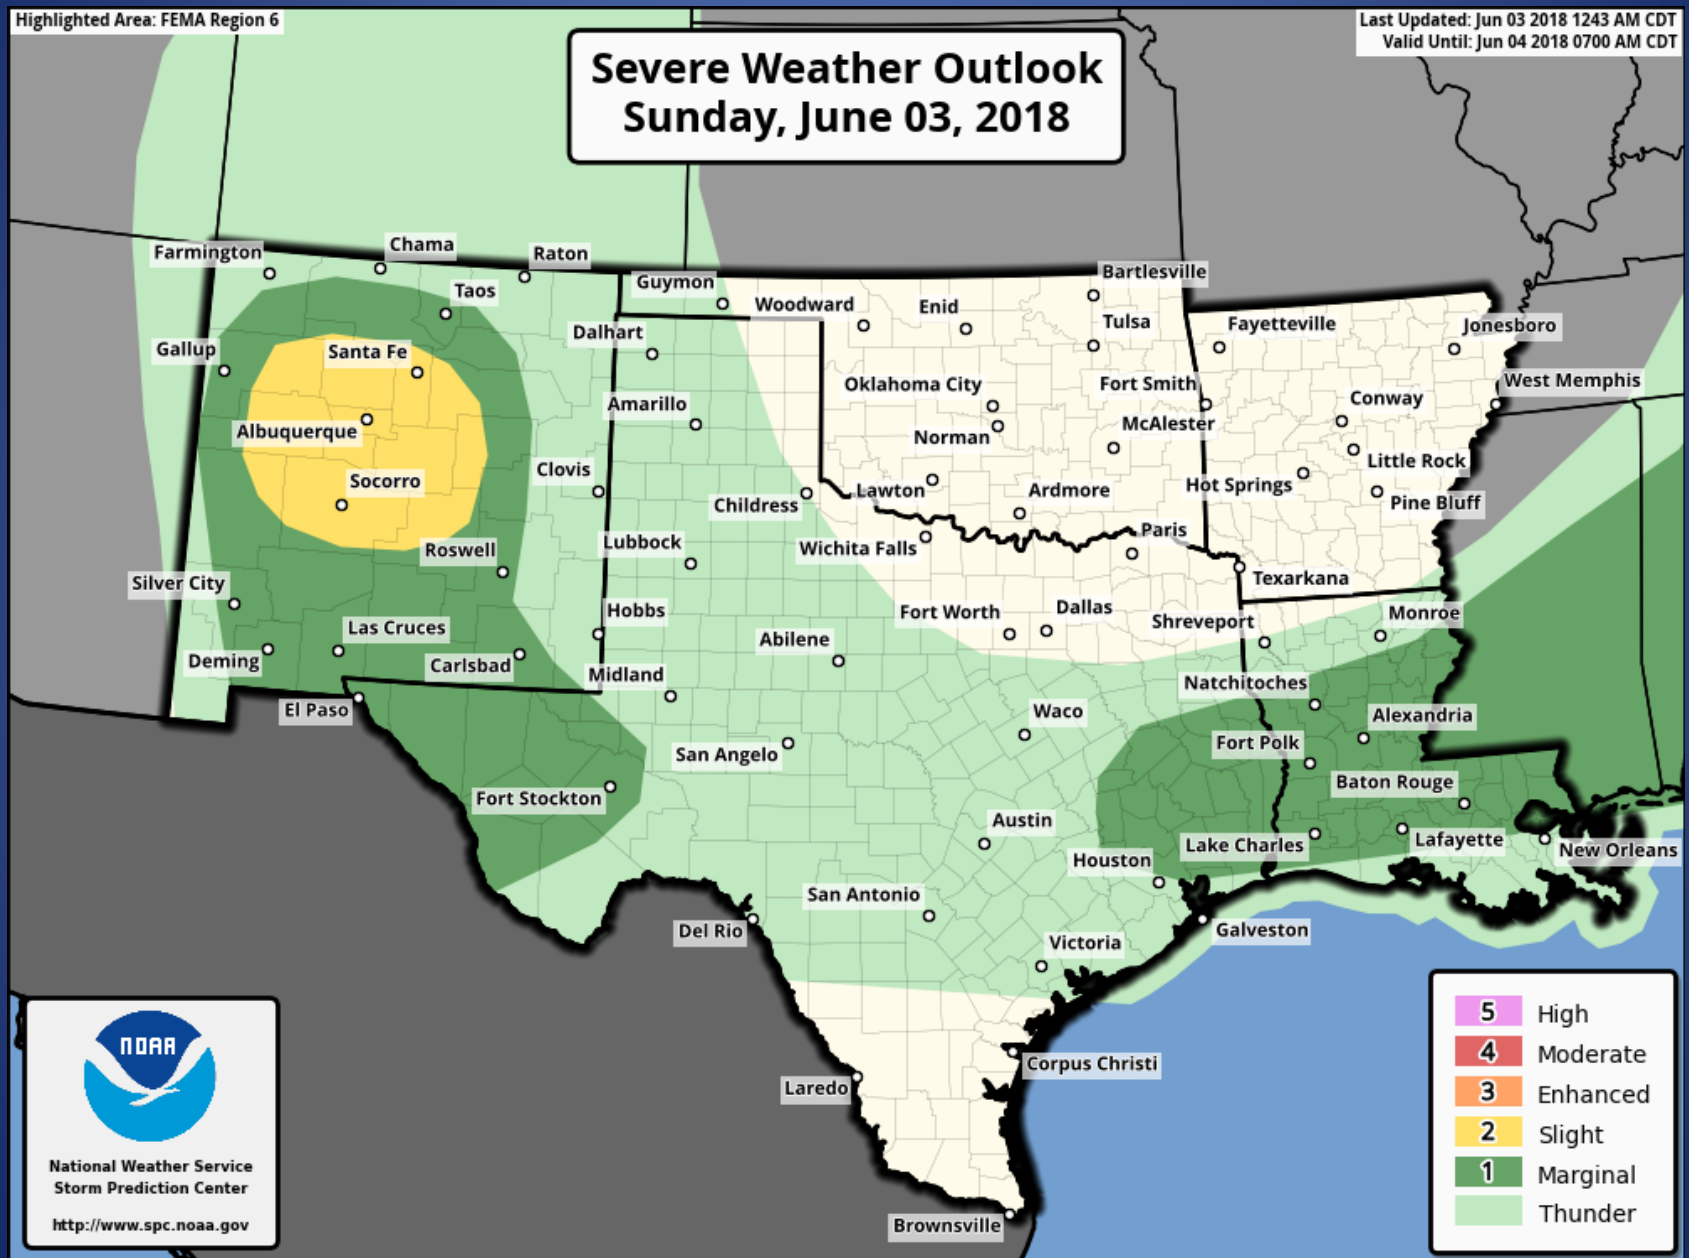 Highlighted Area: FEMA Region 6
Last Updated: Jun 03 2018 1243 AM CDT
Valid Until: Jun 04 2018 0700 AM CDT
Severe Weather Outlook
Sunday, June 03, 2018
Farmington
Chama
Raton
Taos
Guymon
Woodward
Enid
Bartlesville
Tulsa
Fayetteville
Jonesboro
Gallup
Santa Fe
Dalhart
Oklahoma City
Fort Smith
West Memphis
Albuquerque
Amarillo
Norman
McAlester
Conway
Socorro
Clovis
Childress
Lawton
Ardmore
Hot Springs
Little Rock
Pine Bluff
Roswell
Lubbock
Wichita Falls
Paris
Silver City
Hobbs
Texarkana
Las Cruces
Abilene
Fort Worth
Dallas
Shreveport
Monroe
Deming
Carlsbad
Midland
El Paso
Natchitoches
Waco
Alexandria
San Angelo
Fort Polk
Fort Stockton
Baton Rouge
Austin
Houston
Lake Charles
Lafayette
New Orleans
San Antonio
Del Rio
Victoria
Galveston
Corpus Christi
Laredo
Brownsville
NOAA
National Weather Service
Storm Prediction Center
http://www.spc.noaa.gov
5 High
4 Moderate
3 Enhanced
2 Slight
1 Marginal
Thunder